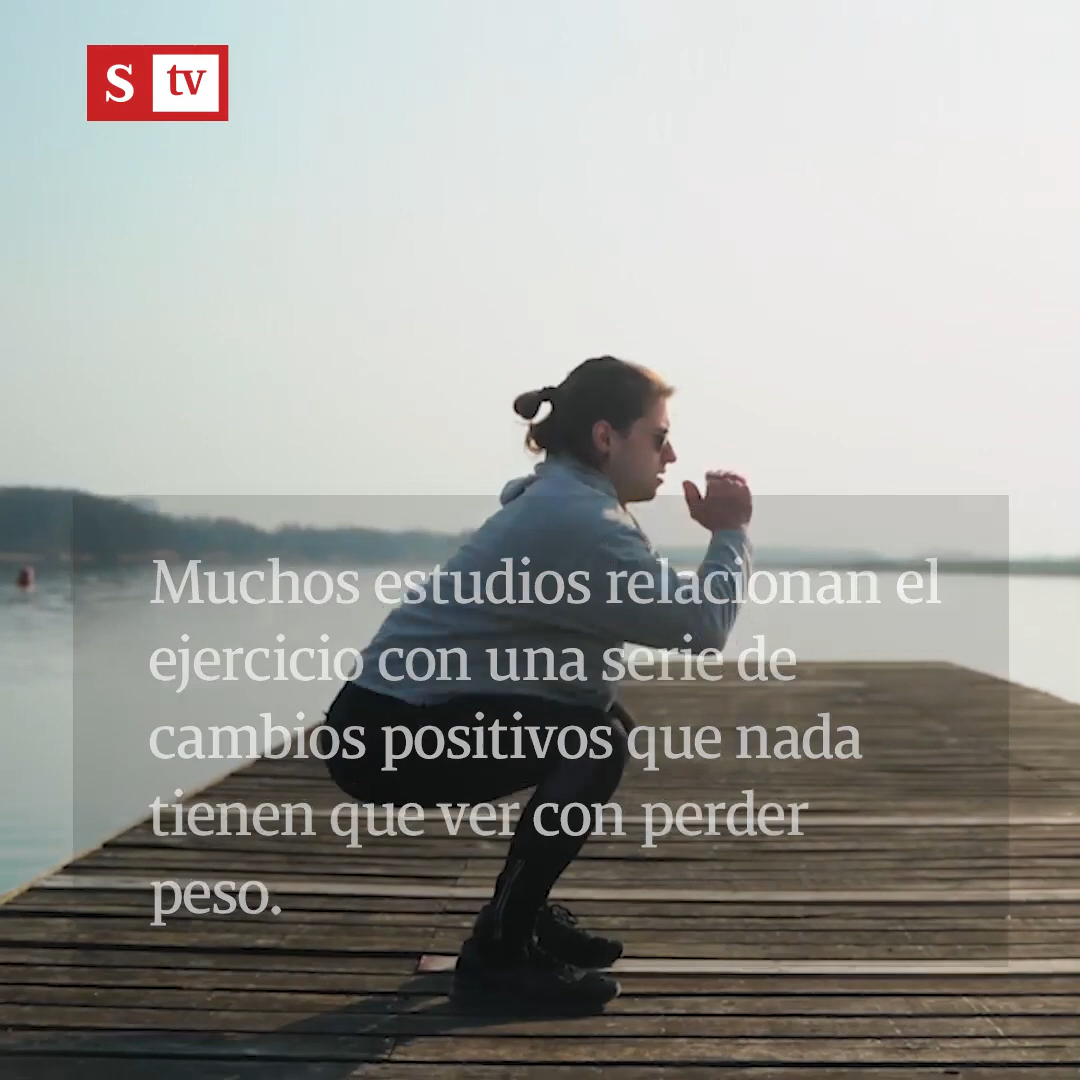 S tv
Muchos estudios relacionan el
ejercicio con una serie de
cambios positivos que nada
tienen que ver con perder
peso.